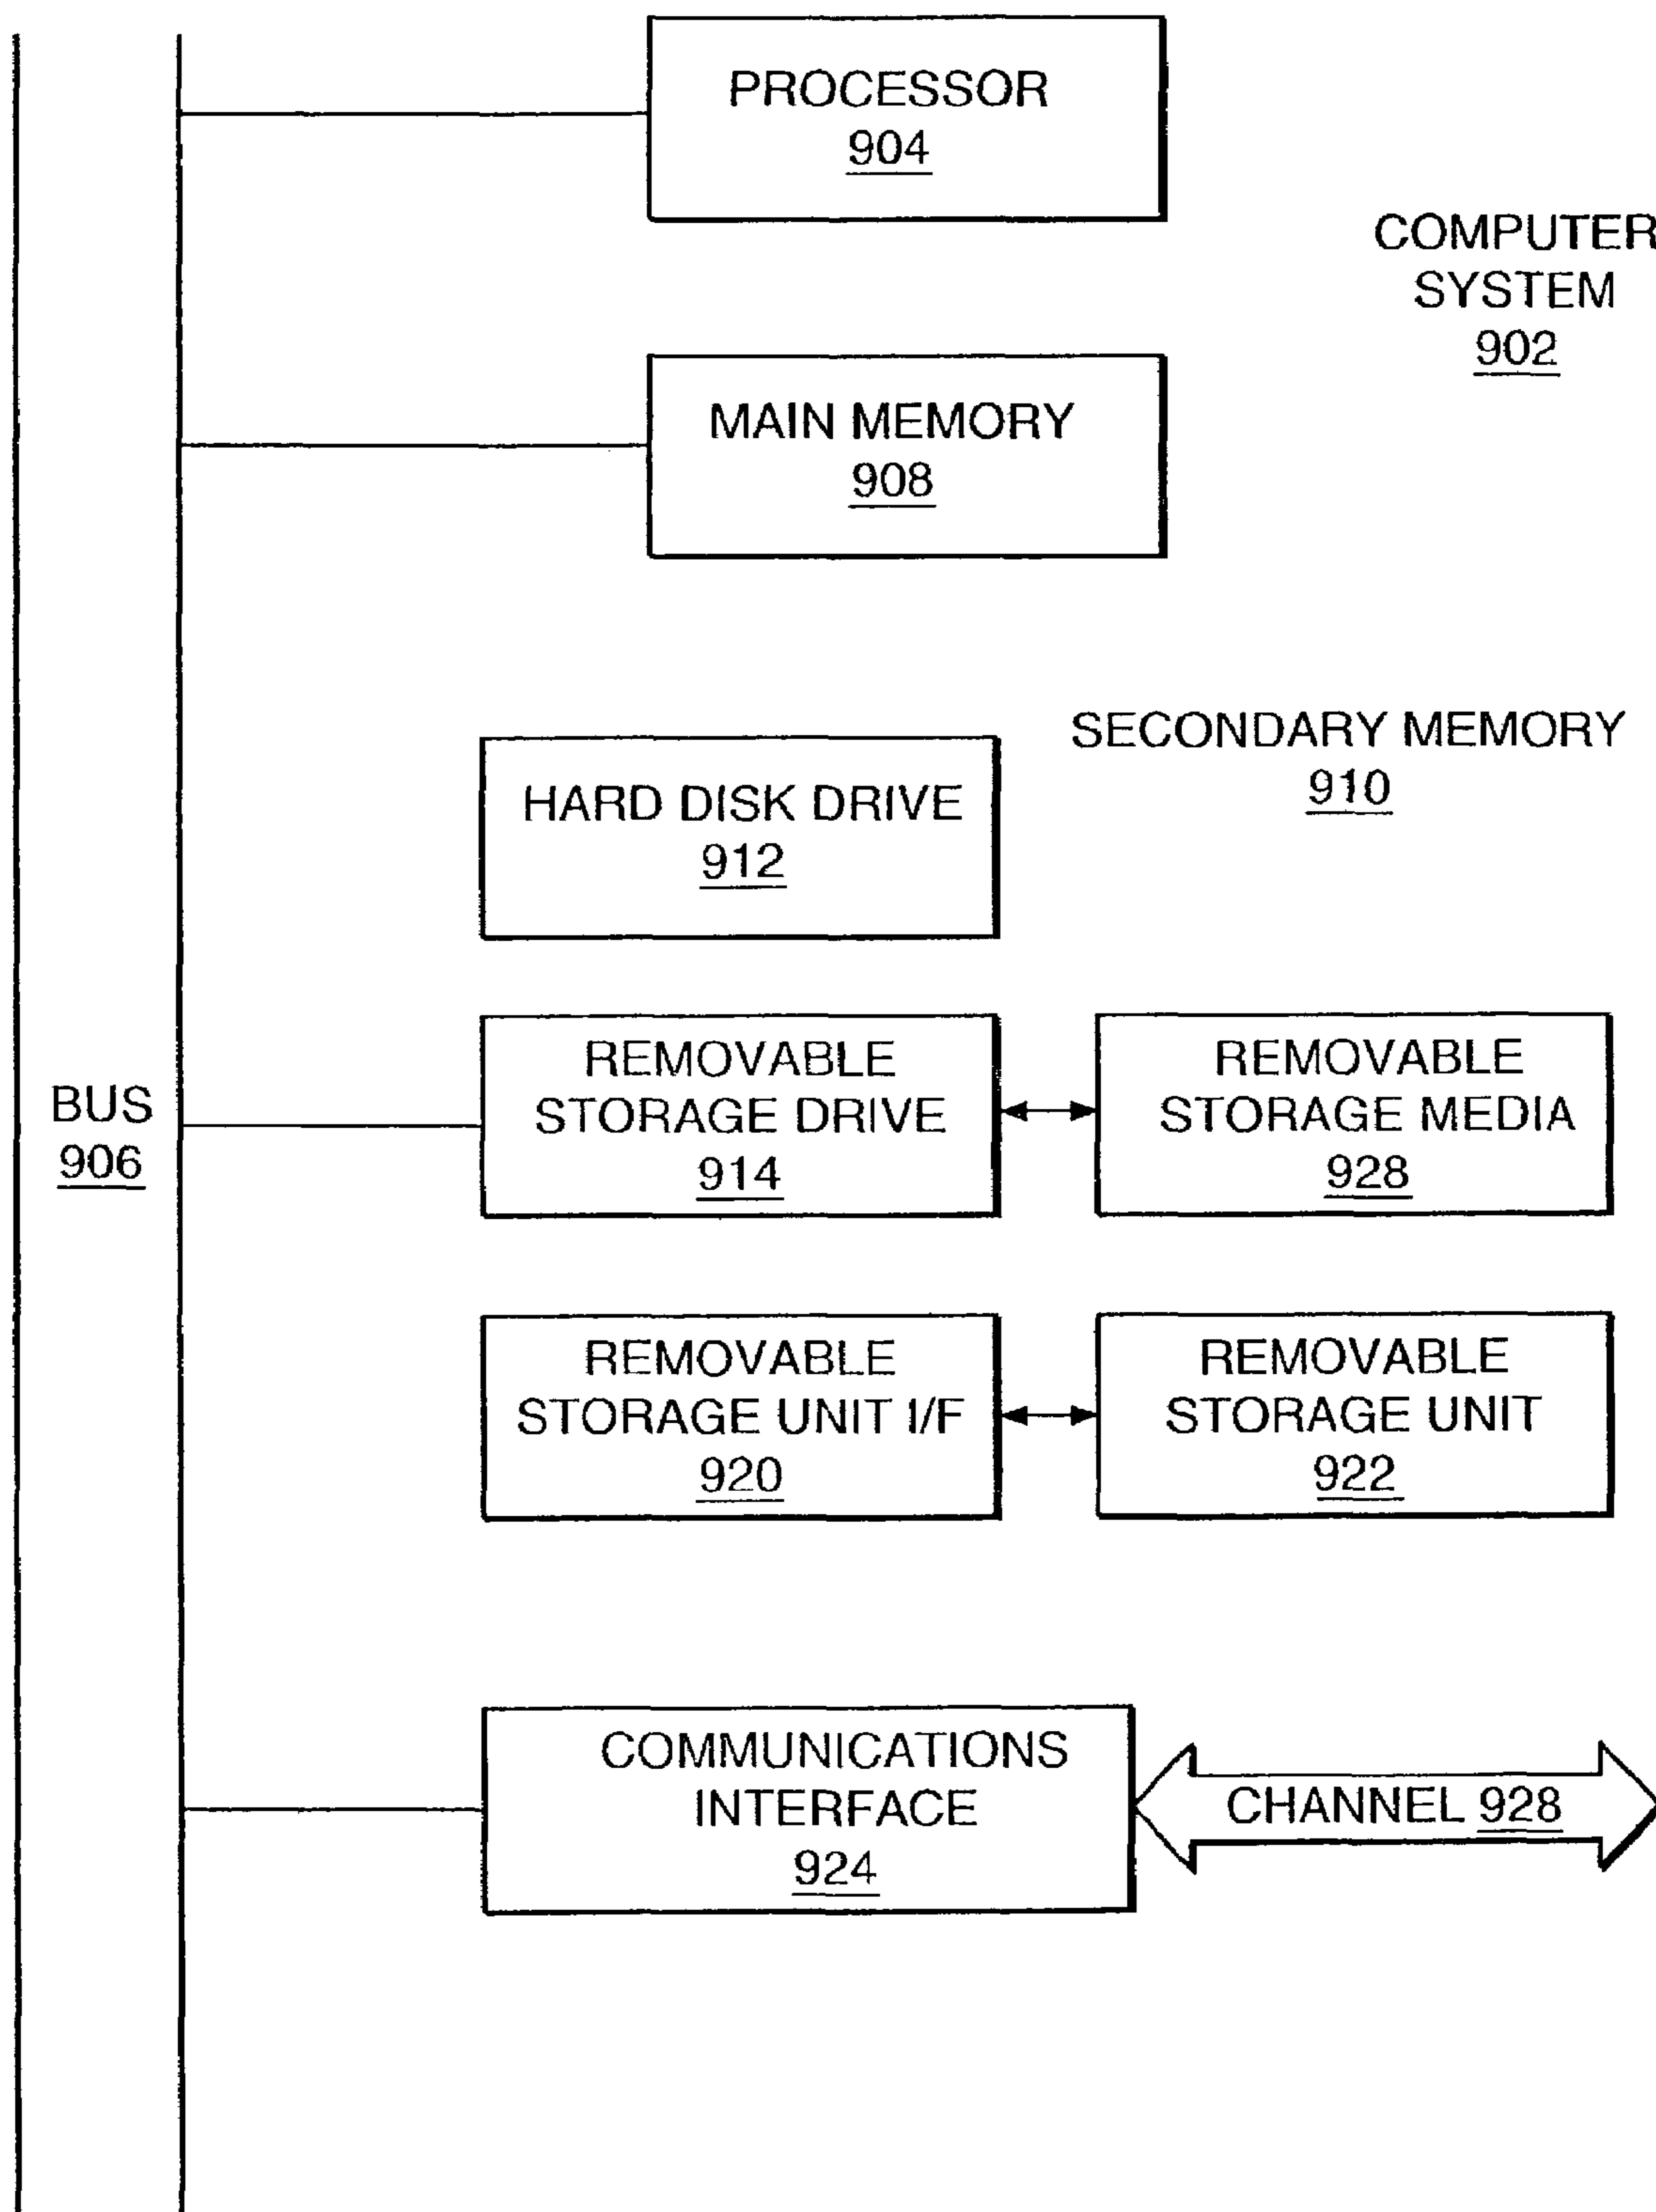 PROCESSOR
904
COMPUTER
SYSTEM
902
MAIN MEMORY
908
SECONDARY MEMORY
910
HARD DISK DRIVE
912
BUS
906
REMOVABLE
STORAGE DRIVE
914
REMOVABLE
STORAGE MEDIA
928
REMOVABLE
STORAGE UNIT I/F
920
REMOVABLE
STORAGE UNIT
922
COMMUNICATIONS
INTERFACE
924
CHANNEL 928